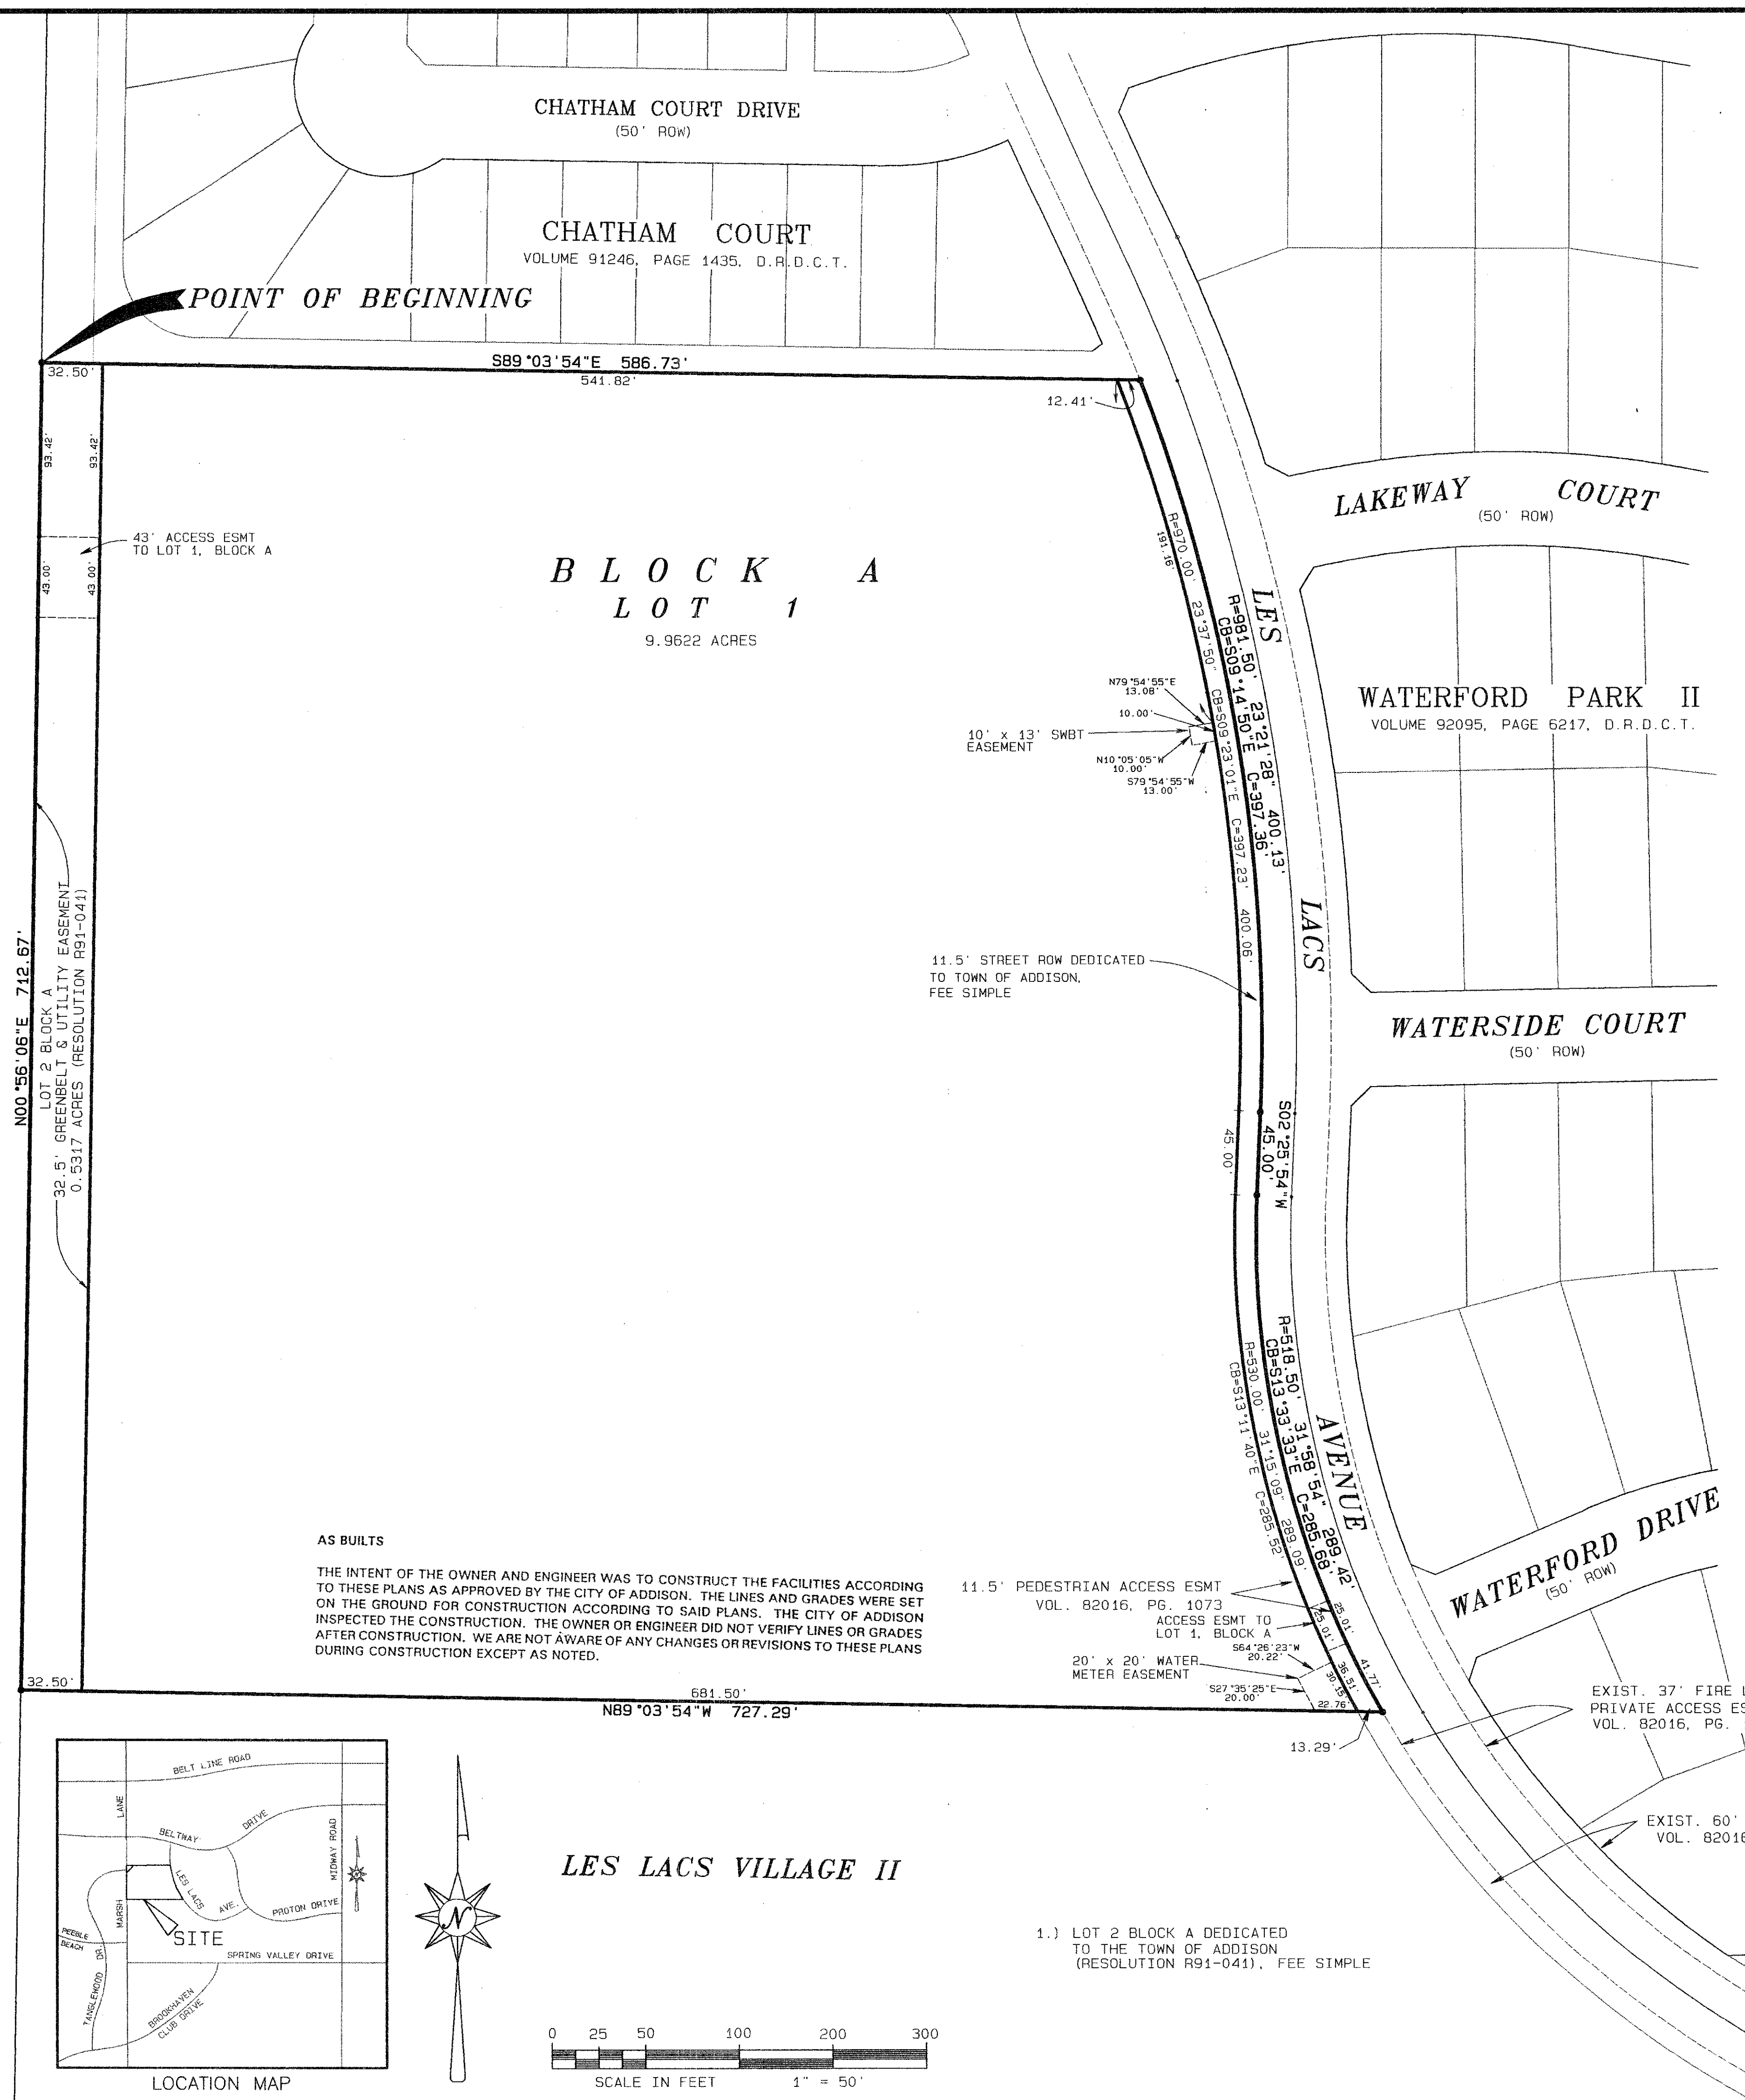 CHATHAM COURT DRIVE
(50' ROW)
CHATHAM COURT
VOLUME 91246, PAGE 1435, D.R.D.C.T.
POINT OF BEGINNING
S89°03'54"E 586.73'
541.82'
32.50'
12.41'
93.42'
93.42'
43' ACCESS ESMT
TO LOT 1, BLOCK A
43.00'
43.00'
BLOCK A
LOT 1
9.9622 ACRES
LAKEWAY COURT
(50' ROW)
R=970.00' 23°37'50" CB=S09°23'01"E C=397.23' 400.06'
191.16'
R=981.50' 23°21'28" 400.13'
CB=S09°14'50"E C=397.36'
LES LACS AVENUE
WATERFORD PARK II
VOLUME 92095, PAGE 6217, D.R.D.C.T.
N79°54'55"E
13.08'
10.00'
10' x 13' SWBT
EASEMENT
N10°05'05"W
10.00'
S79°54'55"W
13.00'
N00°56'06"E 712.67'
LOT 2 BLOCK A
32.5' GREENBELT & UTILITY EASEMENT
0.5317 ACRES (RESOLUTION R91-041)
11.5' STREET ROW DEDICATED
TO TOWN OF ADDISON,
FEE SIMPLE
WATERSIDE COURT
(50' ROW)
S02°25'54"W
45.00'
45.00'
R=518.50' 31°58'54" 289.42'
CB=S13°33'33"E C=285.68'
R=530.00' 31°15'09" 289.09'
CB=S13°11'40"E C=285.52'
WATERFORD DRIVE
(50' ROW)
AS BUILTS
THE INTENT OF THE OWNER AND ENGINEER WAS TO CONSTRUCT THE FACILITIES ACCORDING
TO THESE PLANS AS APPROVED BY THE CITY OF ADDISON. THE LINES AND GRADES WERE SET
ON THE GROUND FOR CONSTRUCTION ACCORDING TO SAID PLANS. THE CITY OF ADDISON
INSPECTED THE CONSTRUCTION. THE OWNER OR ENGINEER DID NOT VERIFY LINES OR GRADES
AFTER CONSTRUCTION. WE ARE NOT AWARE OF ANY CHANGES OR REVISIONS TO THESE PLANS
DURING CONSTRUCTION EXCEPT AS NOTED.
11.5' PEDESTRIAN ACCESS ESMT
VOL. 82016, PG. 1073
ACCESS ESMT TO
LOT 1, BLOCK A
25.01'
25.01'
S64°26'23"W
20.22'
20' x 20' WATER
METER EASEMENT
S27°35'25"E
20.00'
36.51'
30.15'
41.77'
22.76'
13.29'
32.50'
681.50'
N89°03'54"W 727.29'
EXIST. 37' FIRE L
PRIVATE ACCESS ES
VOL. 82016, PG.
EXIST. 60'
VOL. 82016
BELT LINE ROAD
LANE
BELTWAY DRIVE
MIDWAY ROAD
LES LACS AVE.
MARSH
PROTON DRIVE
PEBBLE
BEACH
SITE
SPRING VALLEY DRIVE
TANGLEWOOD DR.
BROOKHAVEN
CLUB DRIVE
LOCATION MAP
N
LES LACS VILLAGE II
1.) LOT 2 BLOCK A DEDICATED
TO THE TOWN OF ADDISON
(RESOLUTION R91-041), FEE SIMPLE
0 25 50 100 200 300
SCALE IN FEET 1" = 50'